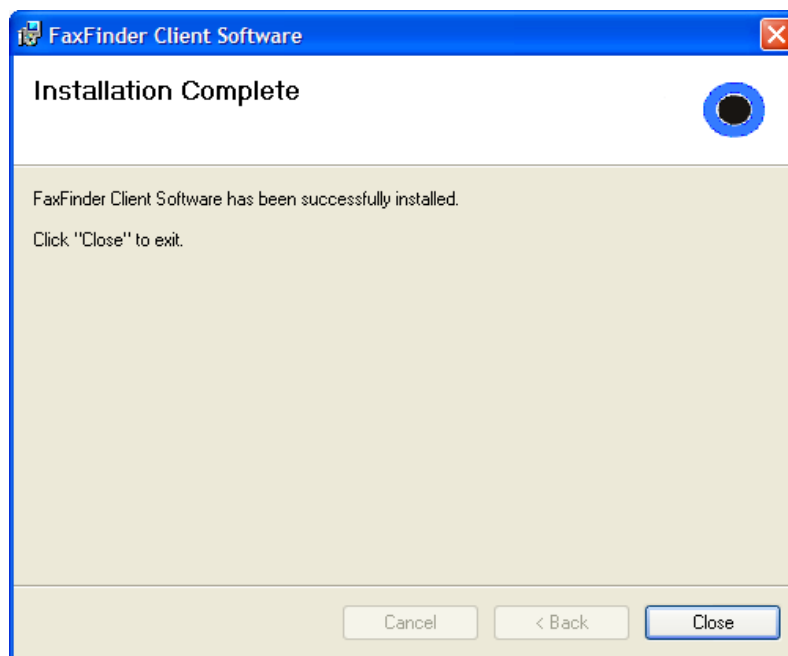 FaxFinder Client Software
Installation Complete
FaxFinder Client Software has been successfully installed.
Click "Close" to exit.
Cancel
< Back
Close